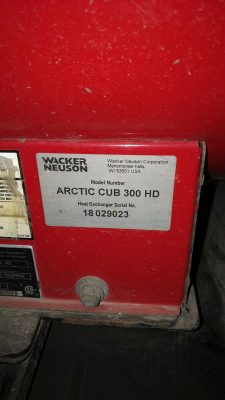 WACKER
NEUSON
Wacker Neuson Corporation
Menomonee Falls,
WI 53051 USA
Model Number
ARCTIC CUB 300 HD
Heat Exchanger Serial No.
18 029023